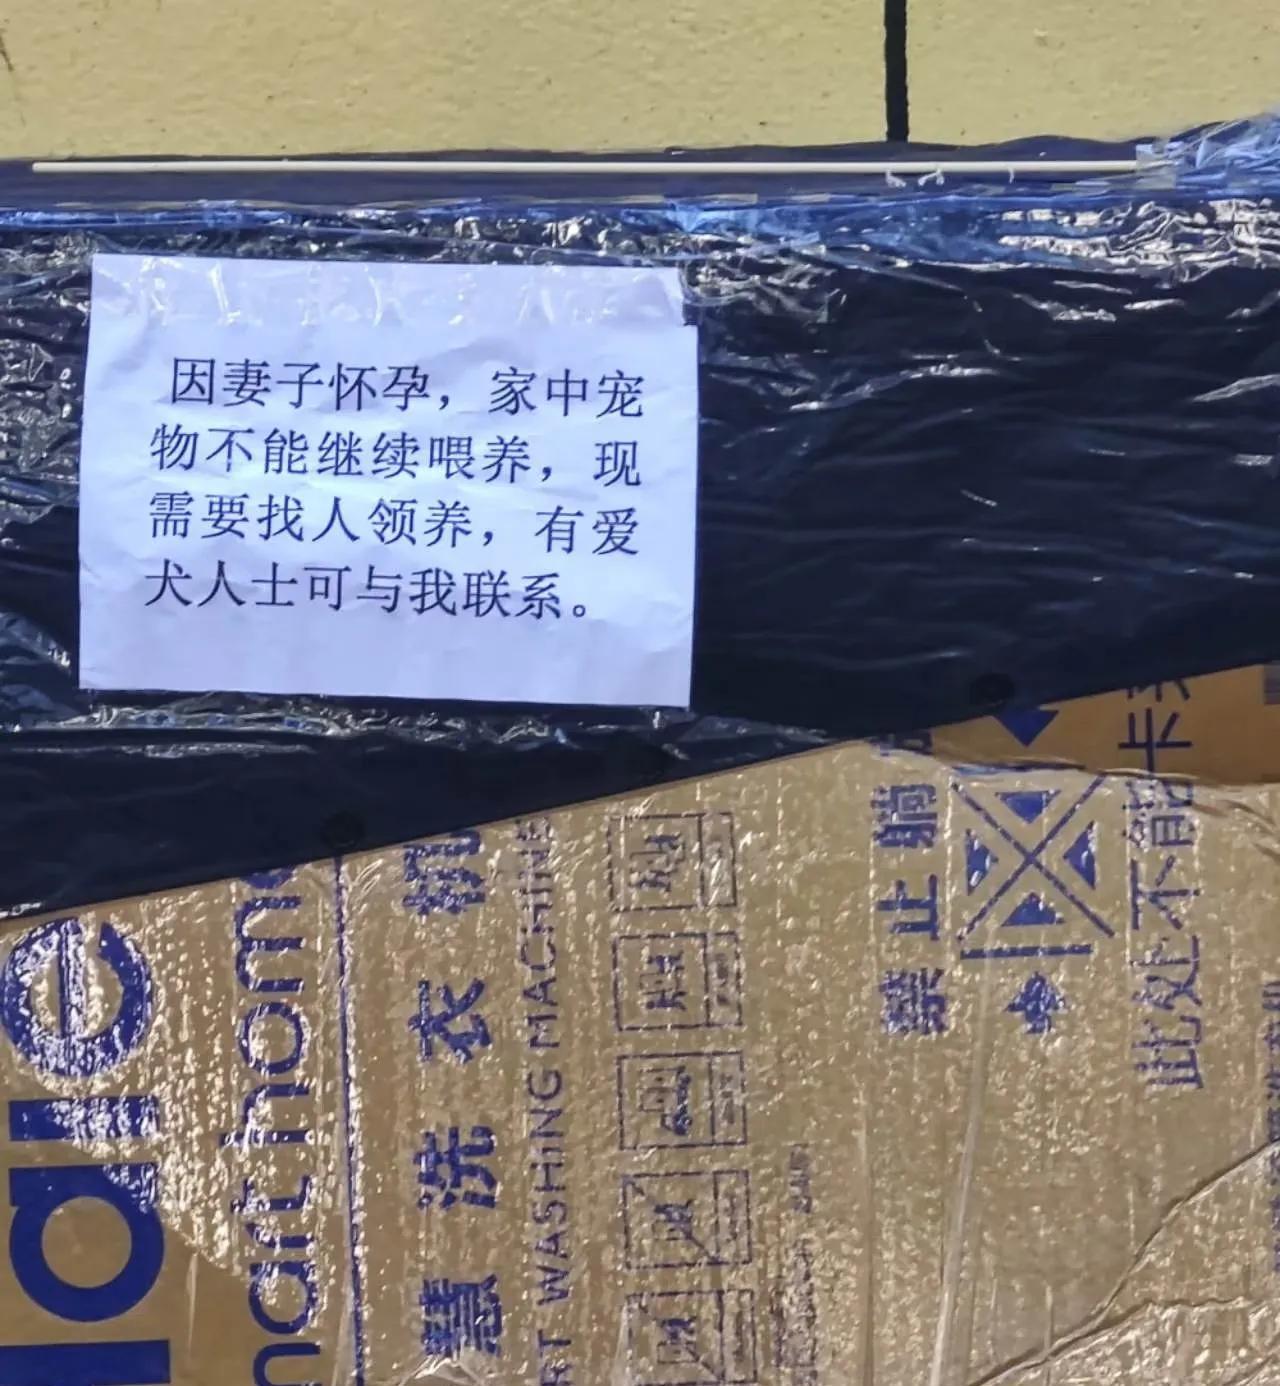 因妻子怀孕，家中宠
物不能继续喂养，现
需要找人领养，有爱
犬人士可与我联系。
慧洗衣机
RT WASHING MACHINE
禁止躺
此处不能卡